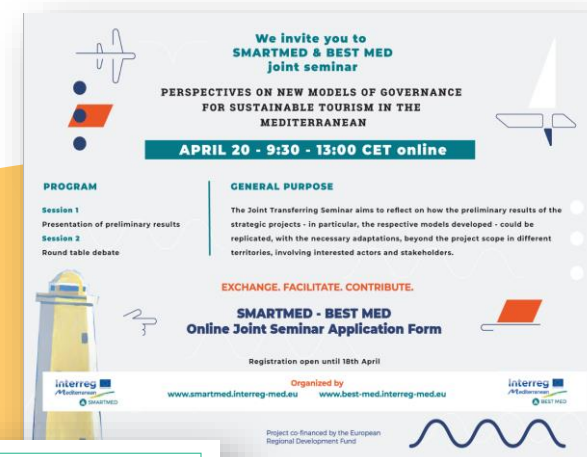 We invite you to
SMARTMED & BEST MED
joint seminar
PERSPECTIVES ON NEW MODELS OF GOVERNANCE
FOR SUSTAINABLE TOURISM IN THE
MEDITERRANEAN
APRIL 20 - 9:30 - 13:00 CET online
PROGRAM
Session 1
Presentation of preliminary results
Session 2
Round table debate
GENERAL PURPOSE
The Joint Transferring Seminar aims to reflect on how the preliminary results of the
strategic projects - in particular, the respective models developed - could be
replicated, with the necessary adaptations, beyond the project scope in different
territories, involving interested actors and stakeholders.
EXCHANGE. FACILITATE. CONTRIBUTE.
SMARTMED - BEST MED
Online Joint Seminar Application Form
Registration open until 18th April
Interreg
Mediterranean
SMARTMED
Organized by
www.smartmed.interreg-med.eu www.best-med.interreg-med.eu
Interreg
Mediterranean
BEST MED
Project co-financed by the European
Regional Development Fund